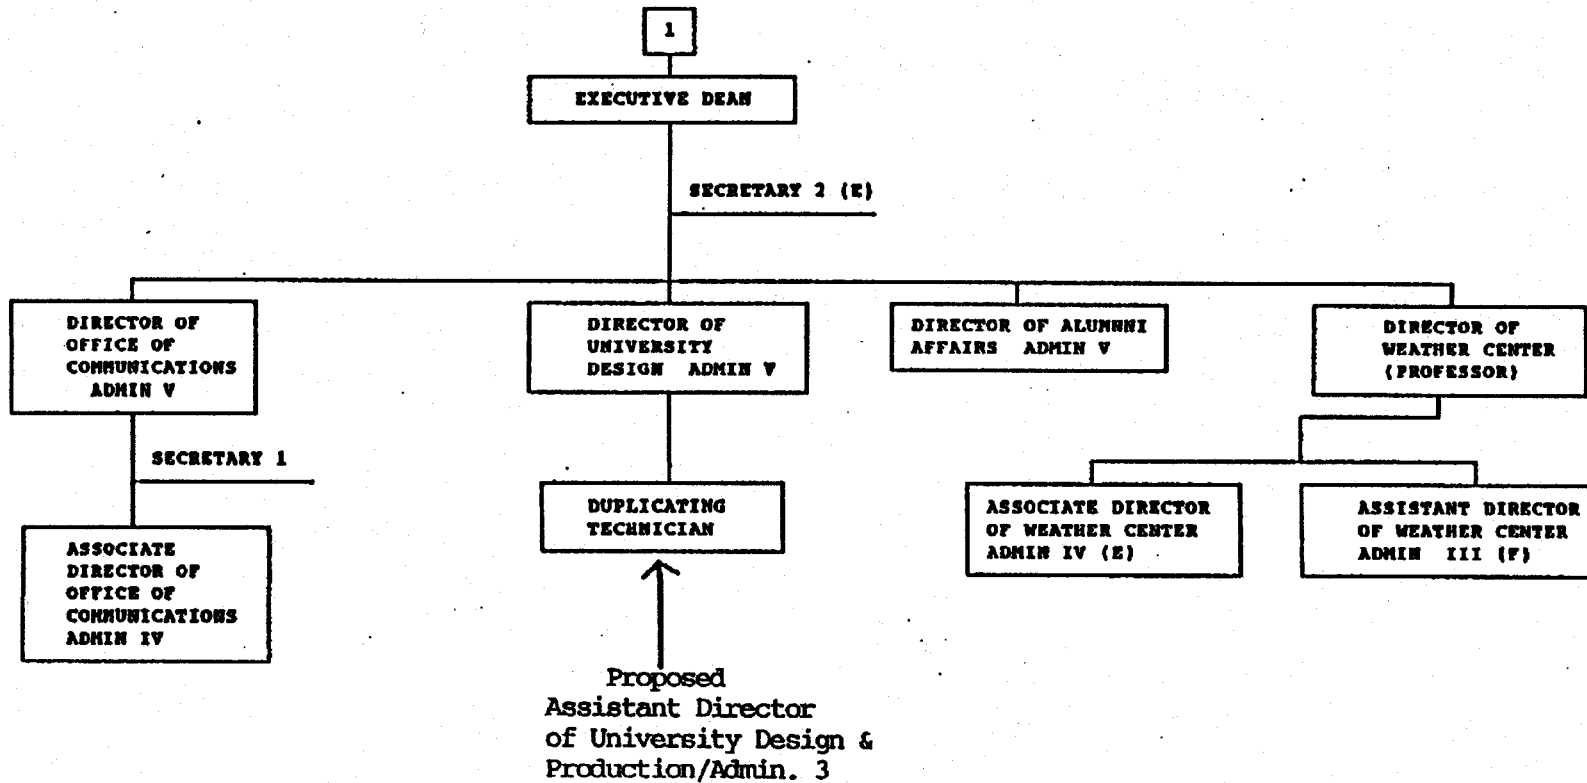 1
EXECUTIVE DEAN
SECRETARY 2 (E)
DIRECTOR OF
OFFICE OF
COMMUNICATIONS
ADMIN V
DIRECTOR OF
UNIVERSITY
DESIGN ADMIN V
DIRECTOR OF ALUMNNI
AFFAIRS ADMIN V
DIRECTOR OF
WEATHER CENTER
(PROFESSOR)
SECRETARY 1
ASSOCIATE
DIRECTOR OF
OFFICE OF
COMMUNICATIONS
ADMIN IV
DUPLICATING
TECHNICIAN
ASSOCIATE DIRECTOR
OF WEATHER CENTER
ADMIN IV (E)
ASSISTANT DIRECTOR
OF WEATHER CENTER
ADMIN III (F)
Proposed
Assistant Director
of University Design &
Production/Admin. 3